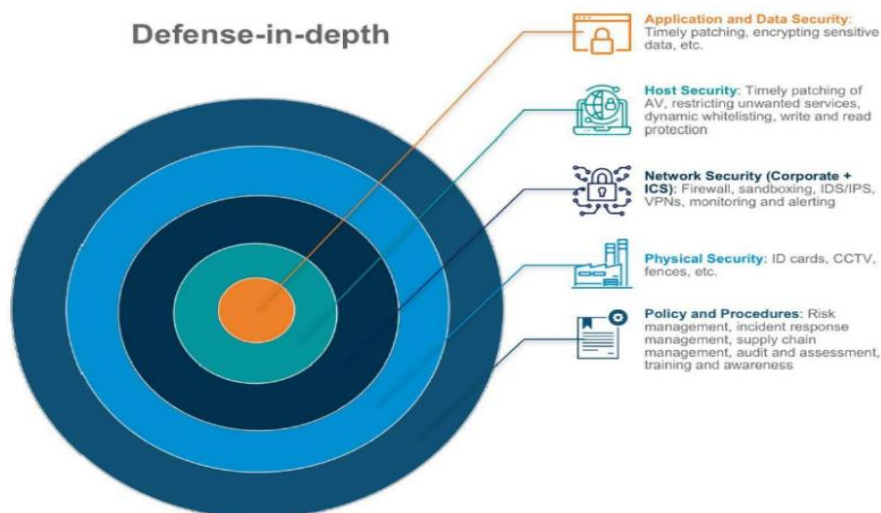 Defense-in-depth
Application and Data Security:
Timely patching, encrypting sensitive
data, etc.
Host Security: Timely patching of
AV, restricting unwanted services,
dynamic whitelisting, write and read
protection
Network Security (Corporate +
ICS): Firewall, sandboxing, IDS/IPS,
VPNs, monitoring and alerting
Physical Security: ID cards, CCTV,
fences, etc.
Policy and Procedures: Risk
management, incident response
management, supply chain
management, audit and assessment,
training and awareness